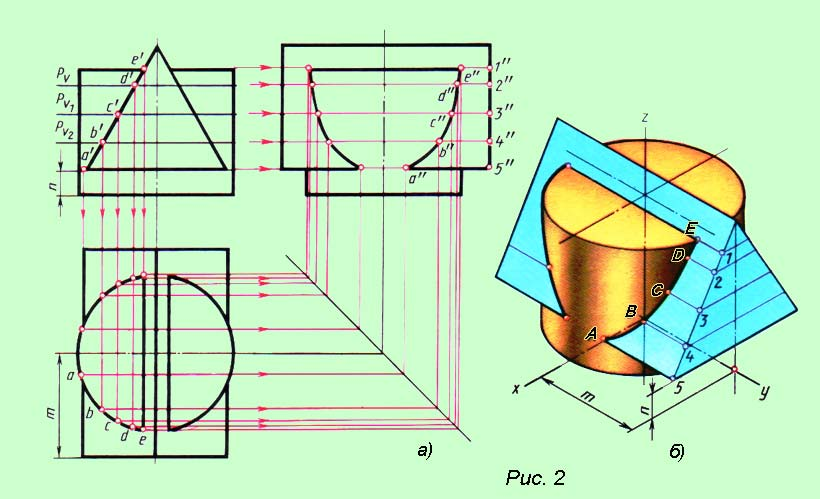 e'
d'
Pv
c'
Pv1
b'
Pv2
a'
n
1''
e''
2''
d''
3''
c''
4''
b''
5''
a''
a
b
c
d
e
m
а)
z
E
D
C
B
A
1
2
3
4
5
x
y
m
n
б)
Рис. 2